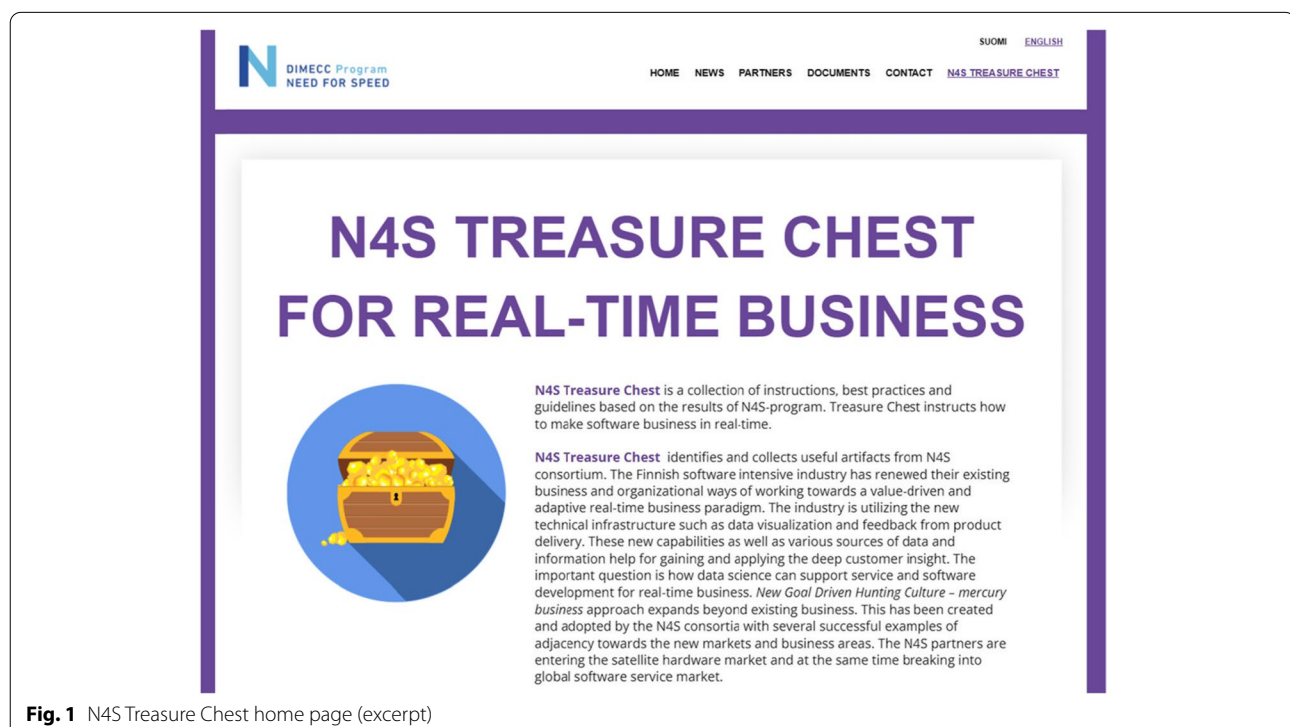 SUOMI ENGLISH
DIMECC Program
NEED FOR SPEED
HOME NEWS PARTNERS DOCUMENTS CONTACT N4S TREASURE CHEST
N4S TREASURE CHEST
FOR REAL-TIME BUSINESS
N4S Treasure Chest is a collection of instructions, best practices and
guidelines based on the results of N4S-program. Treasure Chest instructs how
to make software business in real-time.
N4S Treasure Chest identifies and collects useful artifacts from N4S
consortium. The Finnish software intensive industry has renewed their existing
business and organizational ways of working towards a value-driven and
adaptive real-time business paradigm. The industry is utilizing the new
technical infrastructure such as data visualization and feedback from product
delivery. These new capabilities as well as various sources of data and
information help for gaining and applying the deep customer insight. The
important question is how data science can support service and software
development for real-time business. New Goal Driven Hunting Culture – mercury
business approach expands beyond existing business. This has been created
and adopted by the N4S consortia with several successful examples of
adjacency towards the new markets and business areas. The N4S partners are
entering the satellite hardware market and at the same time breaking into
global software service market.
Fig. 1 N4S Treasure Chest home page (excerpt)